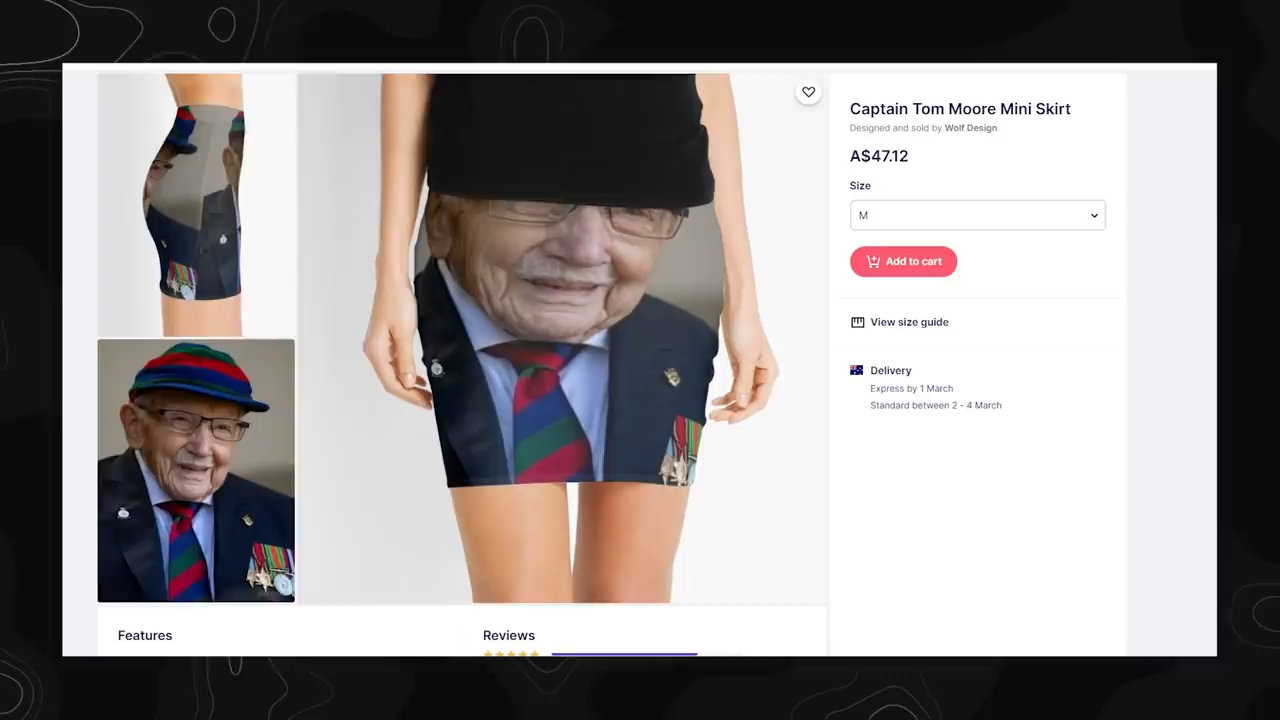 Captain Tom Moore Mini Skirt
Designed and sold by Wolf Design
A$47.12
Size
M
Add to cart
View size guide
Delivery
Express by 1 March
Standard between 2 - 4 March
Features
Reviews